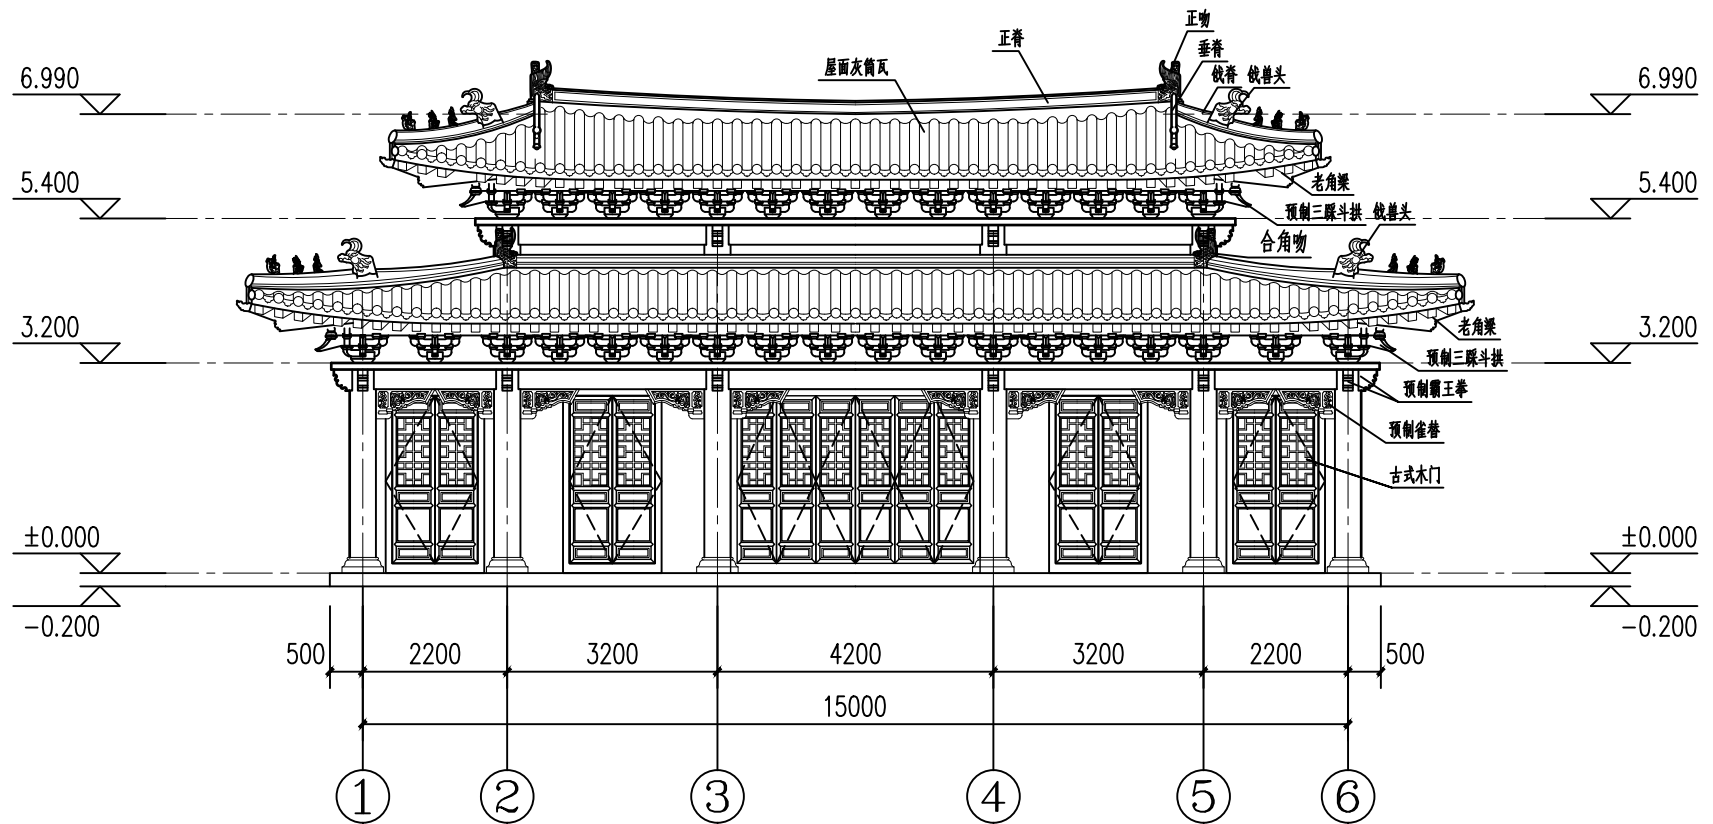 正吻
正脊
垂脊
屋面灰筒瓦
戗脊 戗兽头
6.990
6.990
老角梁
5.400
5.400
预制三踩斗拱 戗兽头
合角吻
3.200
老角梁
3.200
预制三踩斗拱
预制霸王拳
预制雀替
古式木门
±0.000
±0.000
-0.200
-0.200
500 2200 3200 4200 3200 2200 500
15000
1 2 3 4 5 6